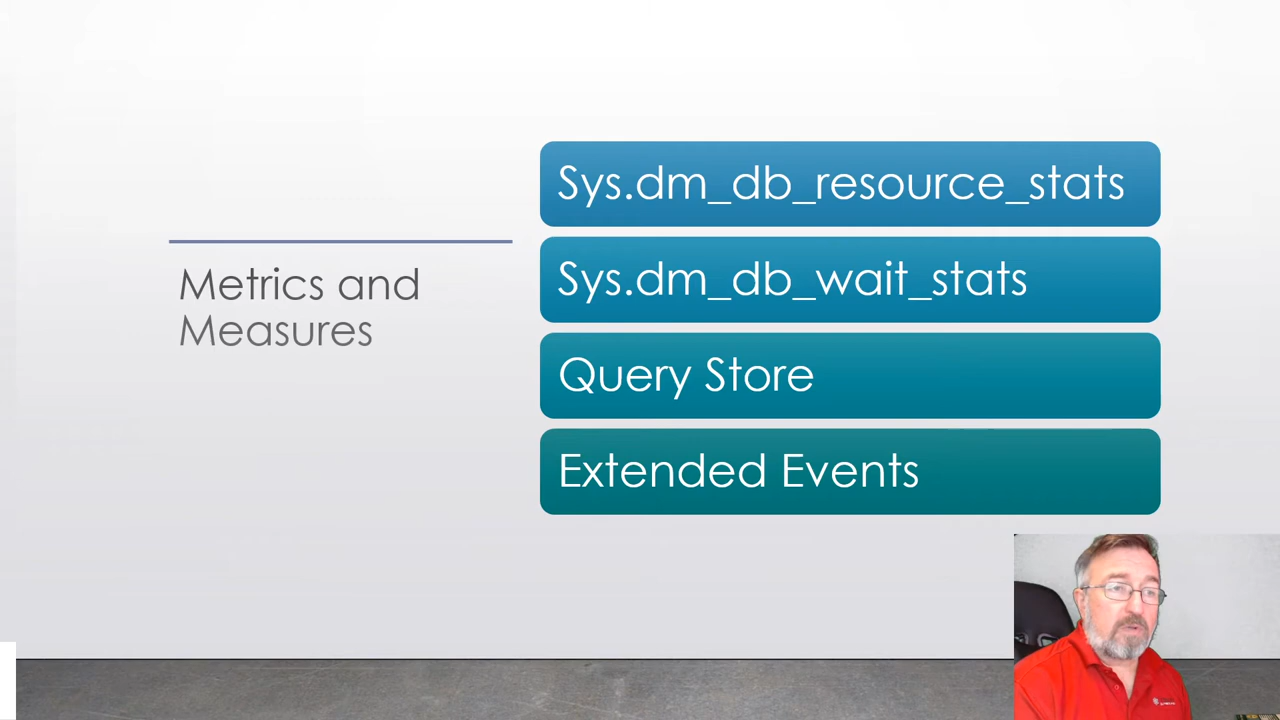 Metrics and
Measures
Sys.dm_db_resource_stats
Sys.dm_db_wait_stats
Query Store
Extended Events